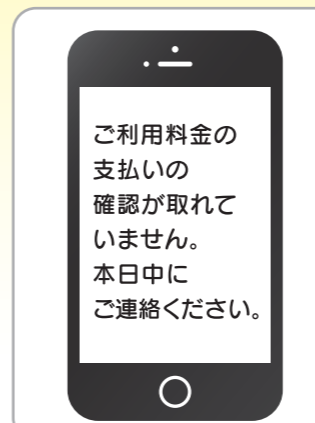 ご利用料金の
支払いの
確認が取れて
いません。
本日中に
ご連絡ください。